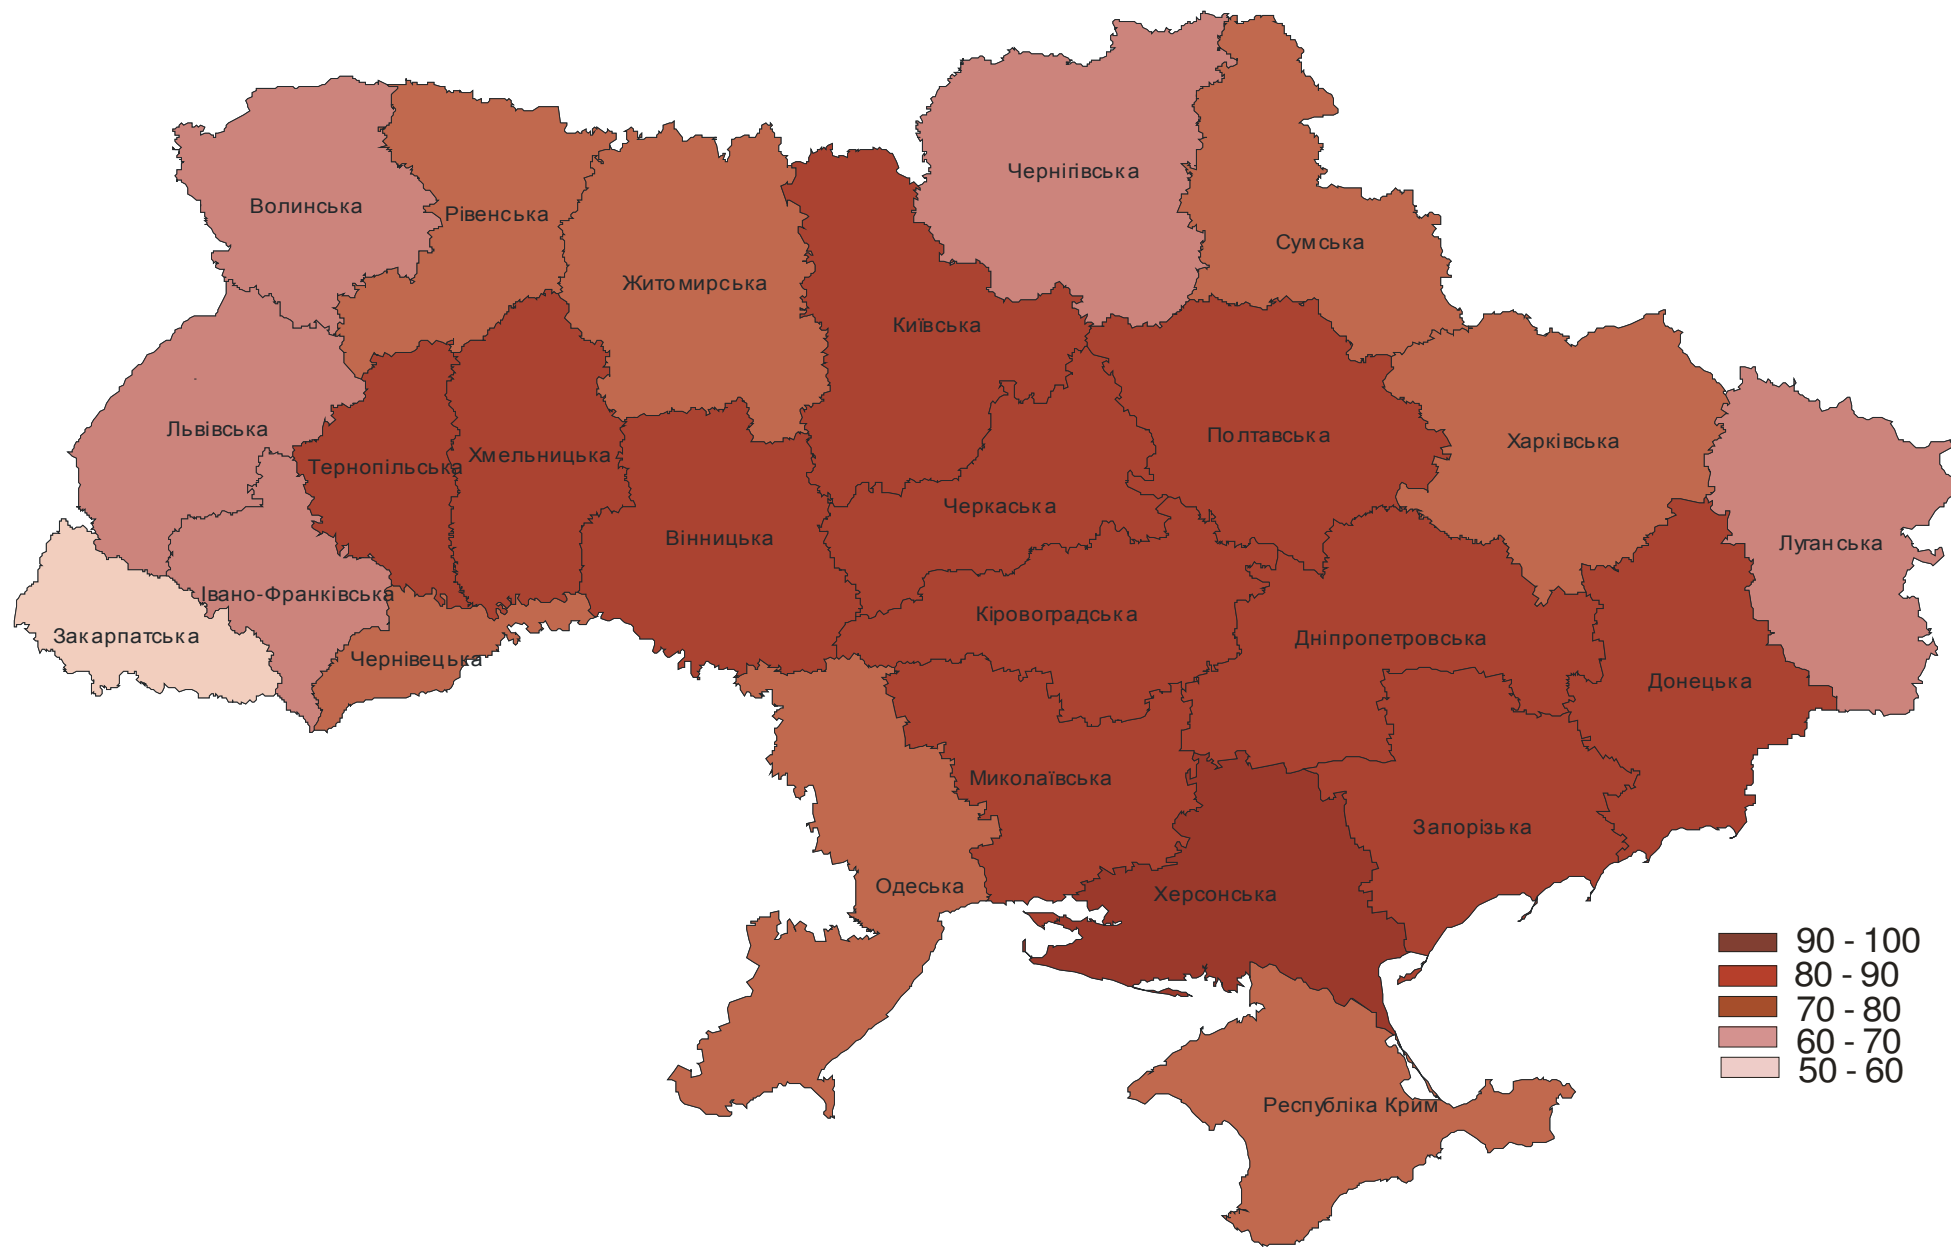 Чернігівська
Волинська
Рівенська
Сумська
Житомирська
Київська
Львівська
Полтавська
Харківська
Тернопільська
Хмельницька
Черкаська
Вінницька
Луганська
Івано-Франківська
Кіровоградська
Закарпатська
Дніпропетровська
Чернівецька
Донецька
Миколаївська
Запорізька
Одеська
Херсонська
90 - 100
80 - 90
70 - 80
60 - 70
50 - 60
Республіка Крим